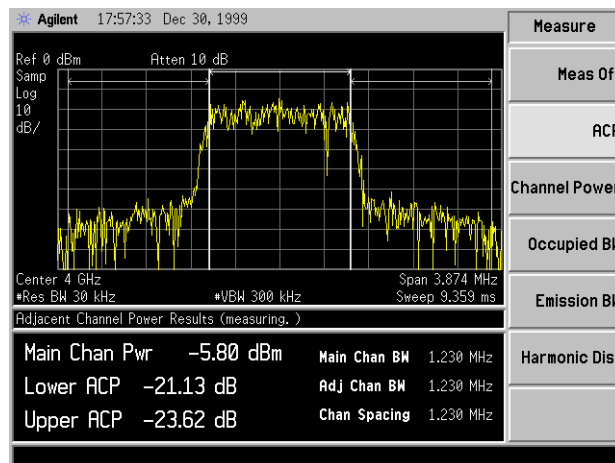 Agilent 17:57:33 Dec 30, 1999
Measure
Ref 0 dBm Atten 10 dB
Samp
Log
10
dB/
Meas Of
ACP
Channel Power
Occupied BW
Emission BW
Harmonic Dis
Center 4 GHz Span 3.874 MHz
#Res BW 30 kHz #VBW 300 kHz Sweep 9.359 ms
Adjacent Channel Power Results (measuring. )
Main Chan Pwr -5.80 dBm
Lower ACP -21.13 dB
Upper ACP -23.62 dB
Main Chan BW 1.230 MHz
Adj Chan BW 1.230 MHz
Chan Spacing 1.230 MHz